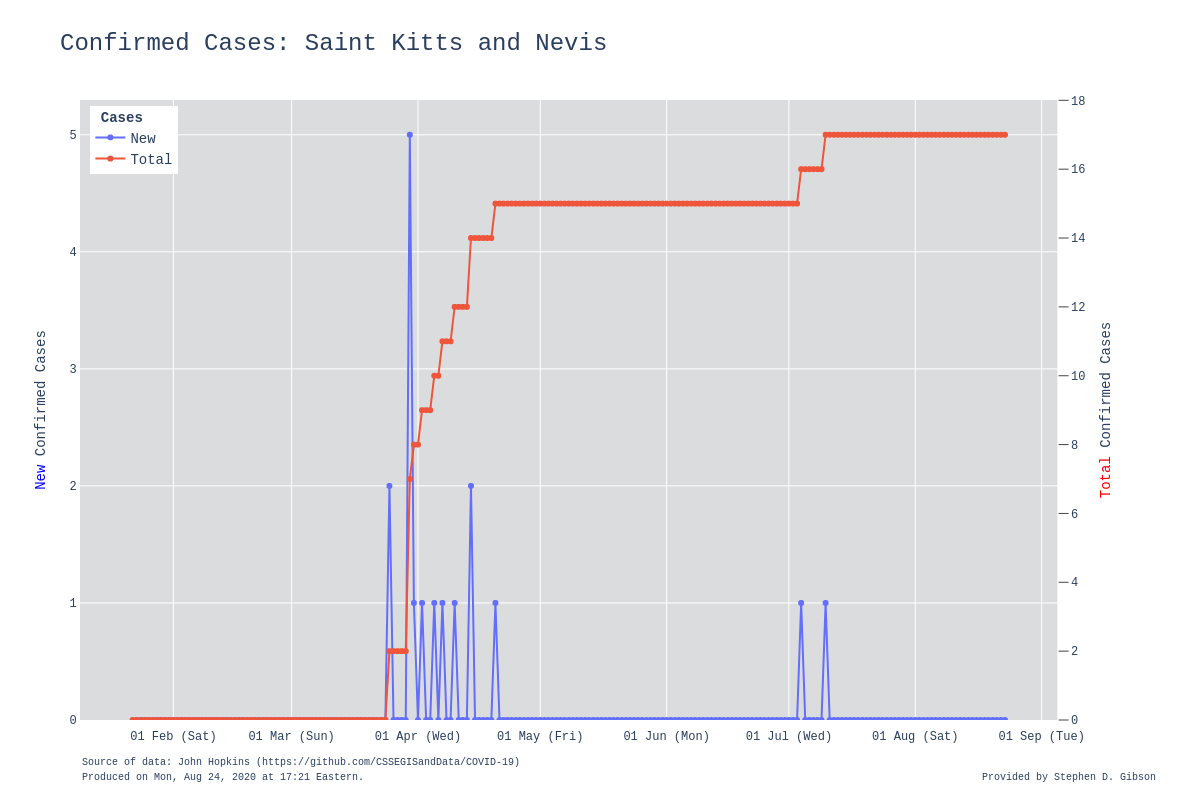 Confirmed Cases: Saint Kitts and Nevis
Cases
New
Total
5
4
3
2
1
0
18
16
14
12
10
8
6
4
2
0
New Confirmed Cases
Total Confirmed Cases
01 Feb (Sat) 01 Mar (Sun) 01 Apr (Wed) 01 May (Fri) 01 Jun (Mon) 01 Jul (Wed) 01 Aug (Sat) 01 Sep (Tue)
Source of data: John Hopkins (https://github.com/CSSEGISandData/COVID-19)
Produced on Mon, Aug 24, 2020 at 17:21 Eastern.
Provided by Stephen D. Gibson